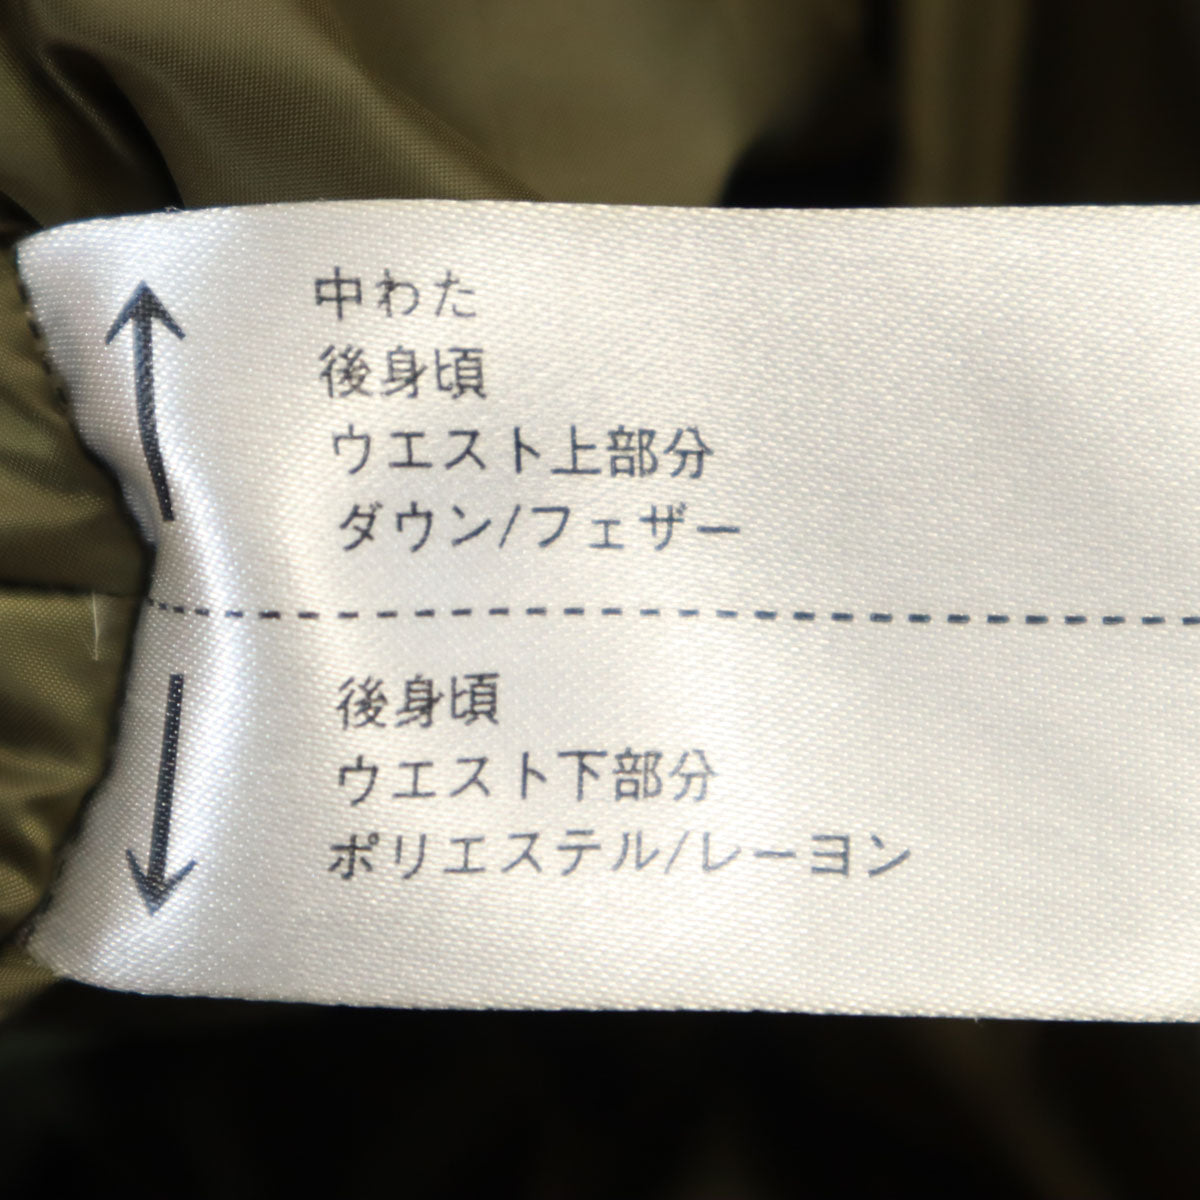 中わた
後身頃
ウエスト上部分
ダウン/フェザー
後身頃
ウエスト下部分
ポリエステル/レーヨン